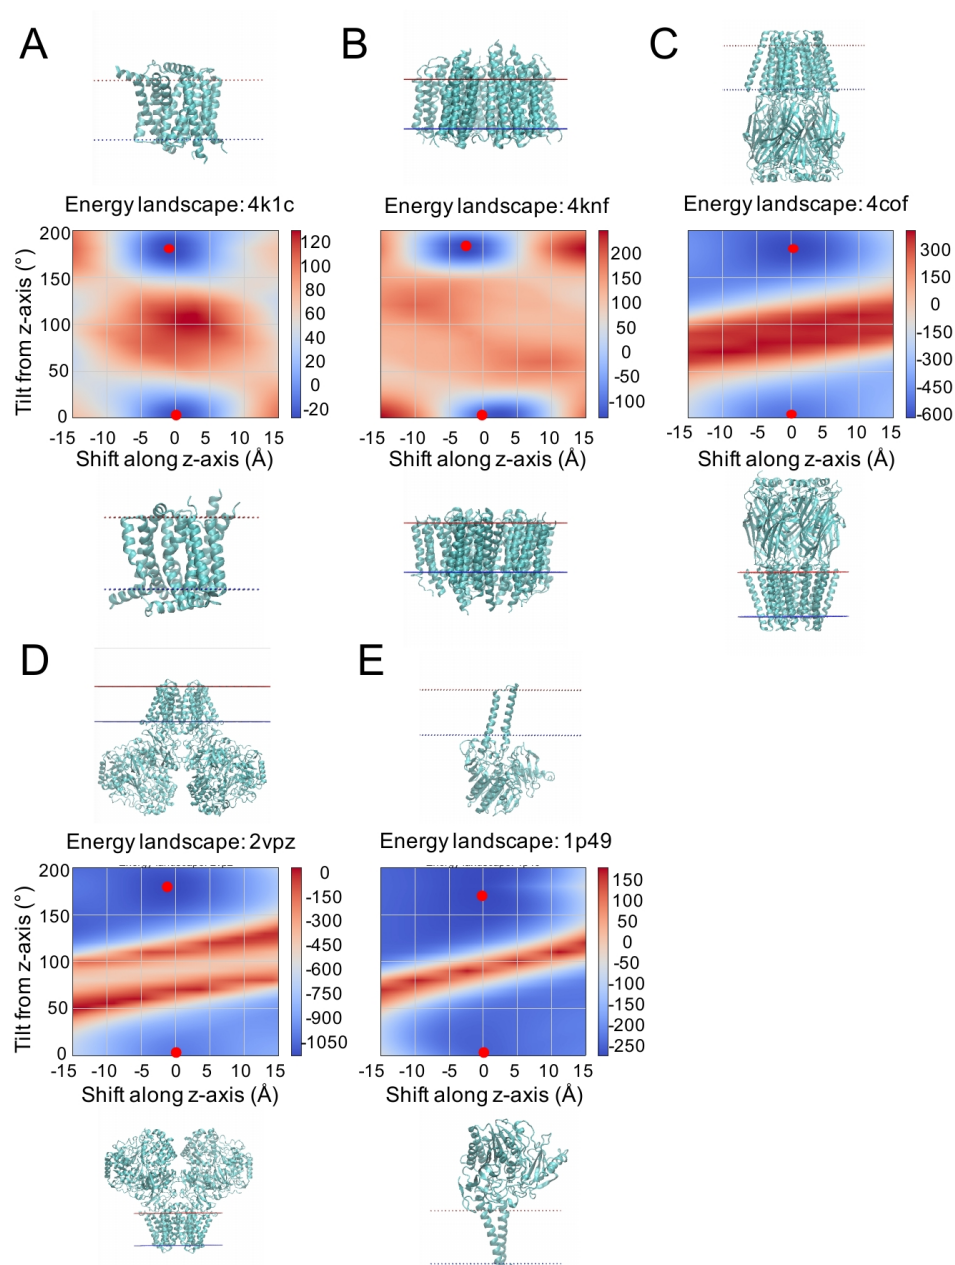 A
B
C
Energy landscape: 4k1c
Energy landscape: 4knf
Energy landscape: 4cof
Tilt from z-axis (°)
200
150
100
50
0
-15 -10 -5 0 5 10 15
Shift along z-axis (Å)
120
100
80
60
40
20
0
-20
-15 -10 -5 0 5 10 15
Shift along z-axis (Å)
200
150
100
50
0
-50
-100
-15 -10 -5 0 5 10 15
Shift along z-axis (Å)
300
150
0
-150
-300
-450
-600
D
E
Energy landscape: 2vpz
Energy landscape: 1p49
Tilt from z-axis (°)
200
150
100
50
0
-15 -10 -5 0 5 10 15
Shift along z-axis (Å)
0
-150
-300
-450
-600
-750
-900
-1050
-15 -10 -5 0 5 10 15
Shift along z-axis (Å)
150
100
50
0
-50
-100
-150
-200
-250